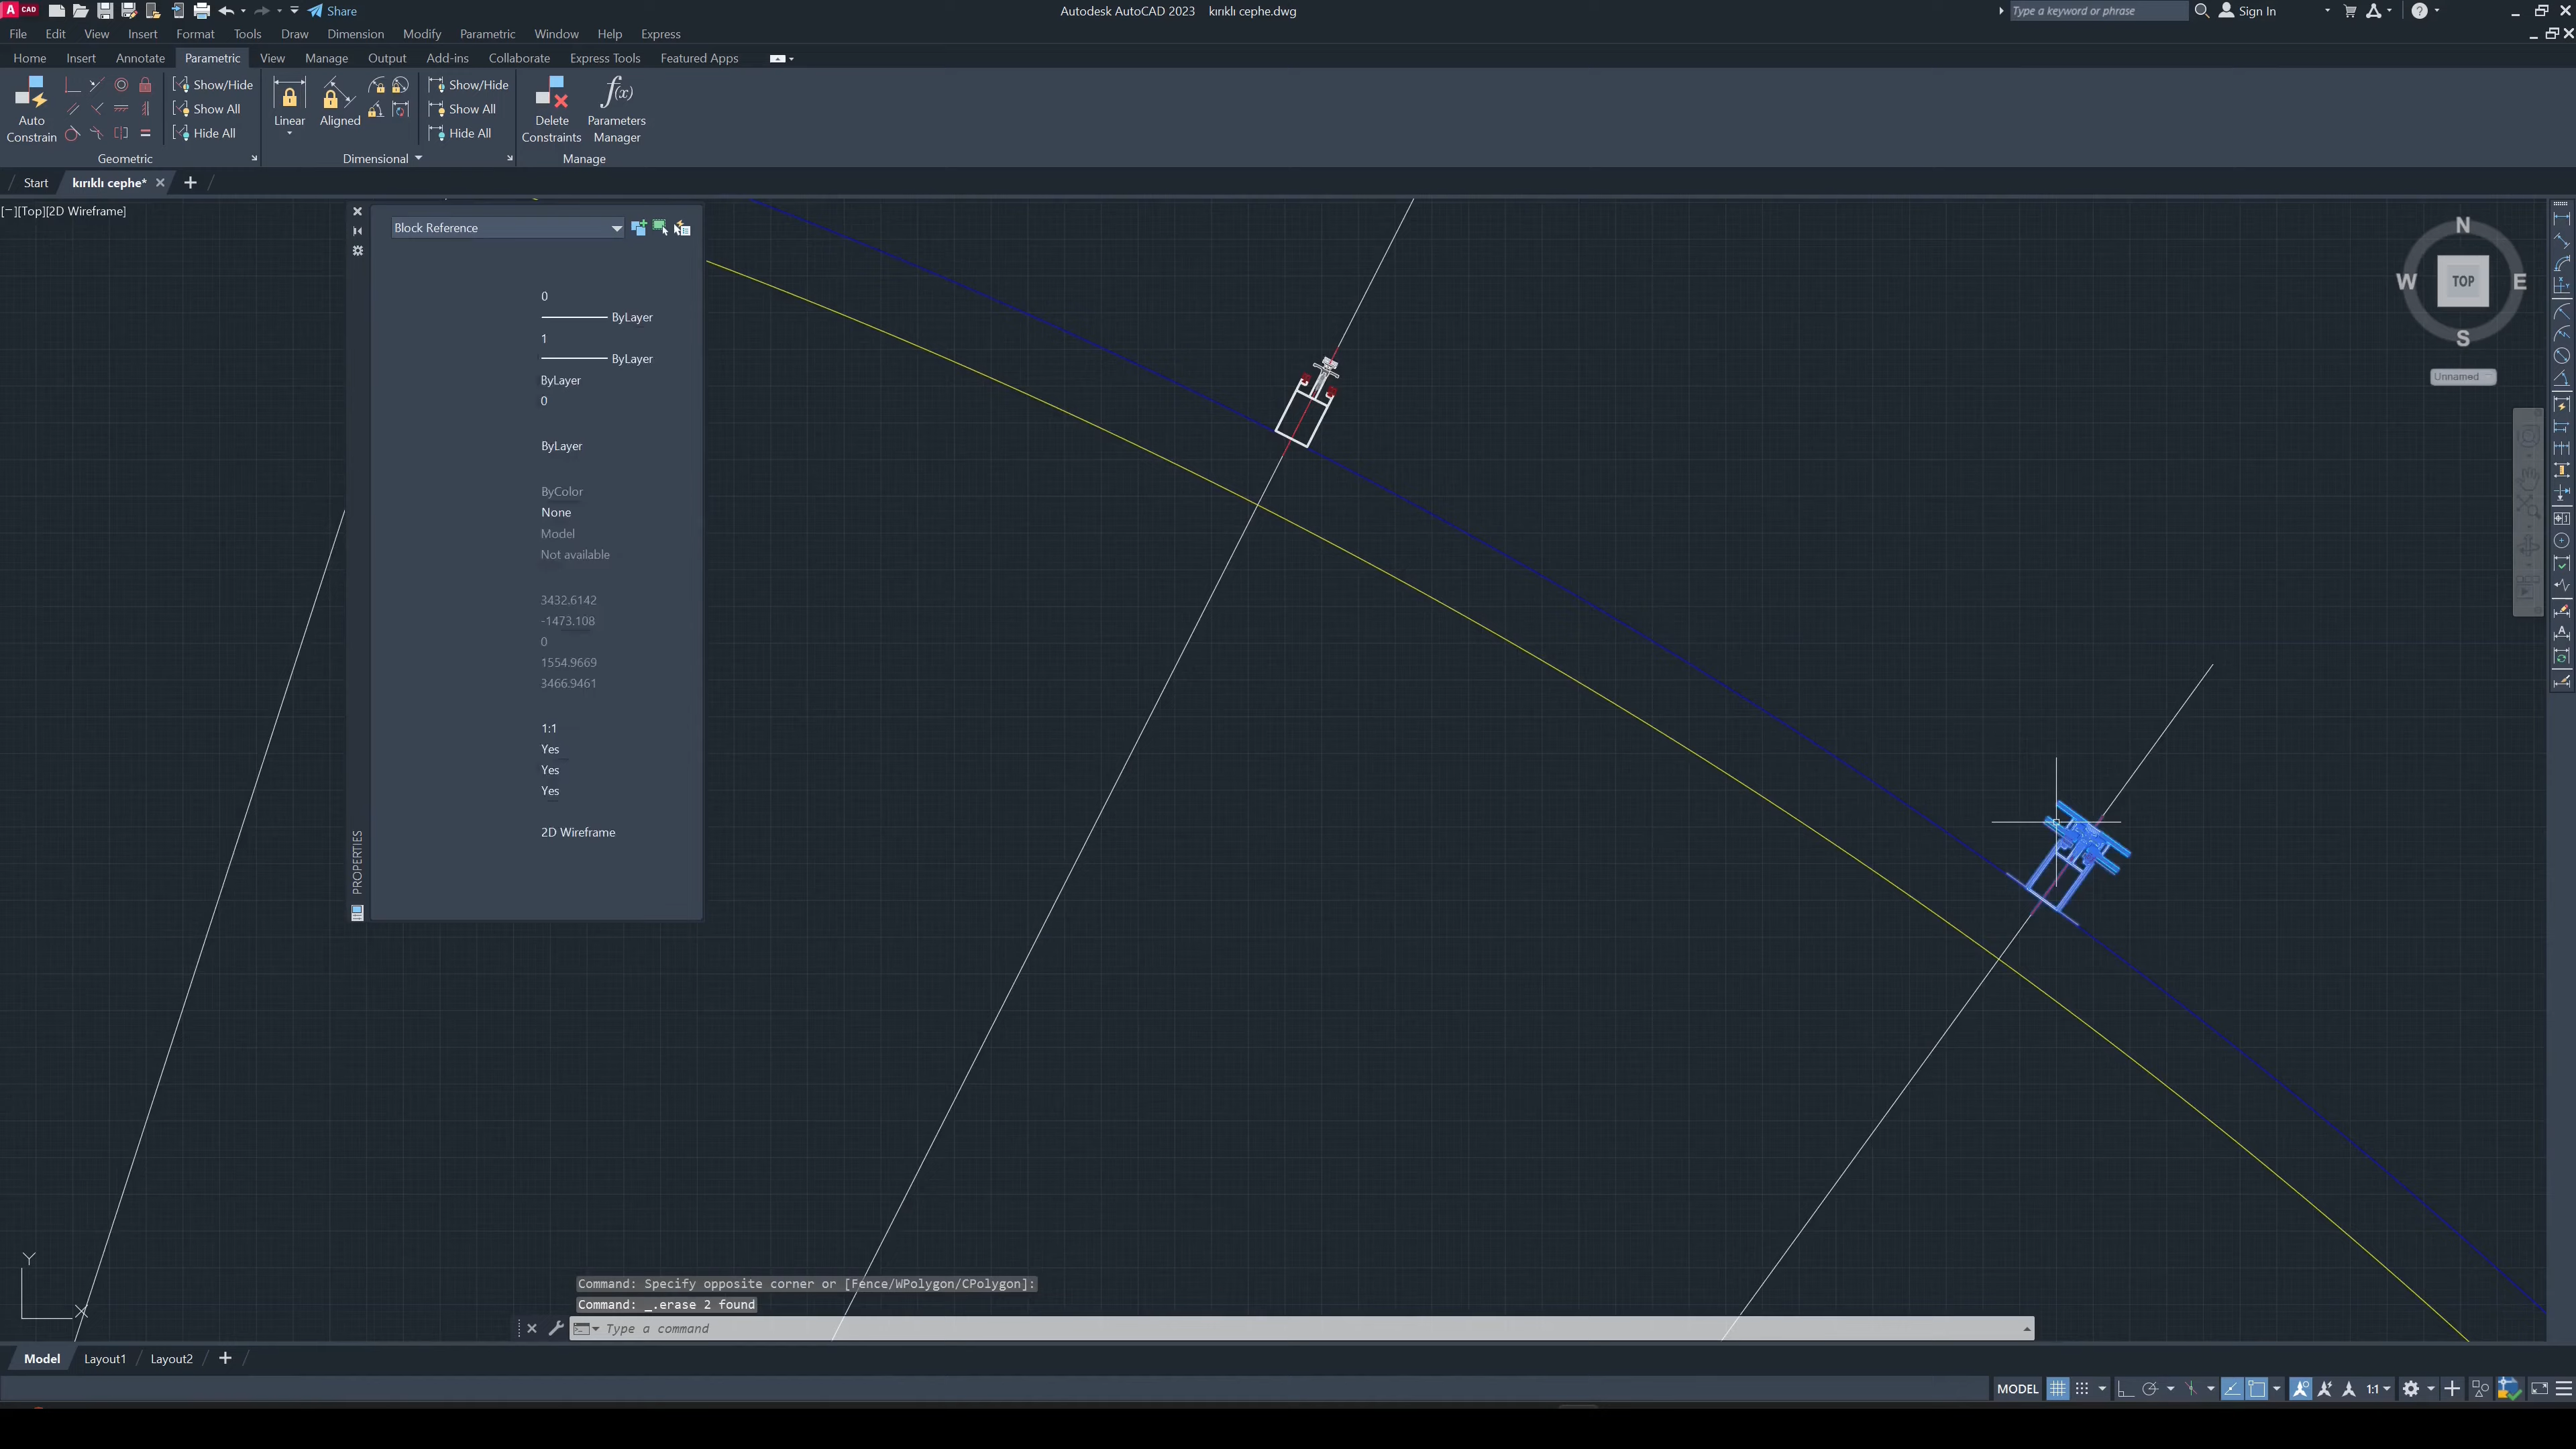 A CAD
Share
Autodesk AutoCAD 2023 kırıklı cephe.dwg
Type a keyword or phrase
Sign In
File Edit View Insert Format Tools Draw Dimension Modify Parametric Window Help Express
Home Insert Annotate Parametric View Manage Output Add-ins Collaborate Express Tools Featured Apps
Auto Constrain
Show/Hide
Show All
Hide All
Linear
Aligned
Show/Hide
Show All
Hide All
Delete Constraints
f(x)
Parameters Manager
Geometric
Dimensional
Manage
Start
kırıklı cephe*
[−][Top][2D Wireframe]
Block Reference
0
ByLayer
1
ByLayer
ByLayer
0
ByLayer
ByColor
None
Model
Not available
3432.6142
-1473.108
0
1554.9669
3466.9461
1:1
Yes
Yes
Yes
2D Wireframe
PROPERTIES
N
W
TOP
E
S
Unnamed
Y
X
Command: Specify opposite corner or [Fence/WPolygon/CPolygon]:
Command: _.erase 2 found
Type a command
Model Layout1 Layout2
MODEL
1:1